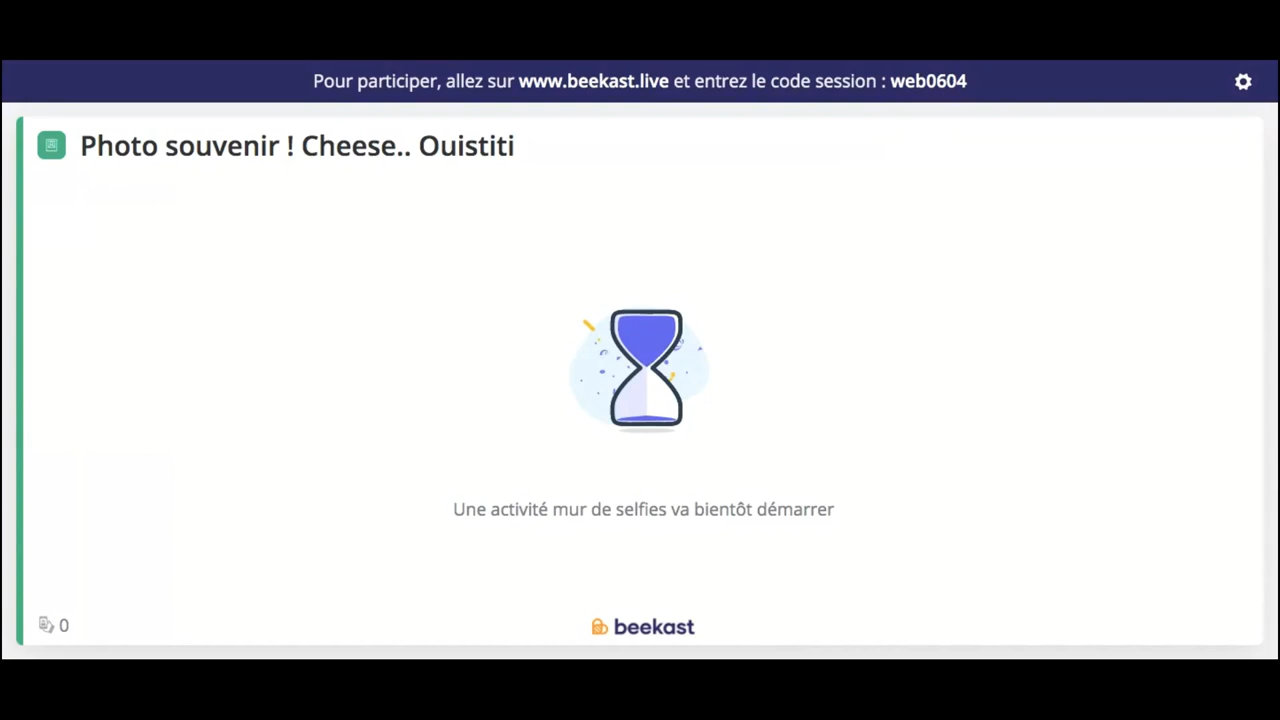 Pour participer, allez sur www.beekast.live et entrez le code session : web0604
Photo souvenir ! Cheese.. Ouistiti
Une activité mur de selfies va bientôt démarrer
0
beekast